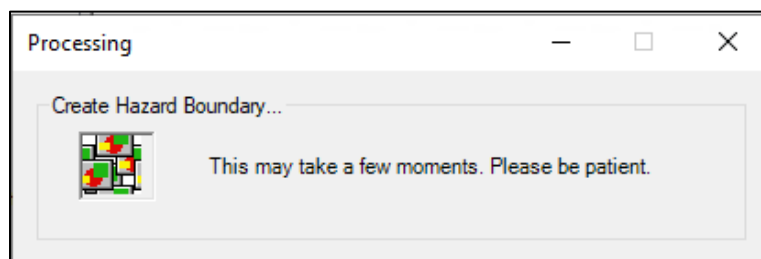 Processing
Create Hazard Boundary...
This may take a few moments. Please be patient.